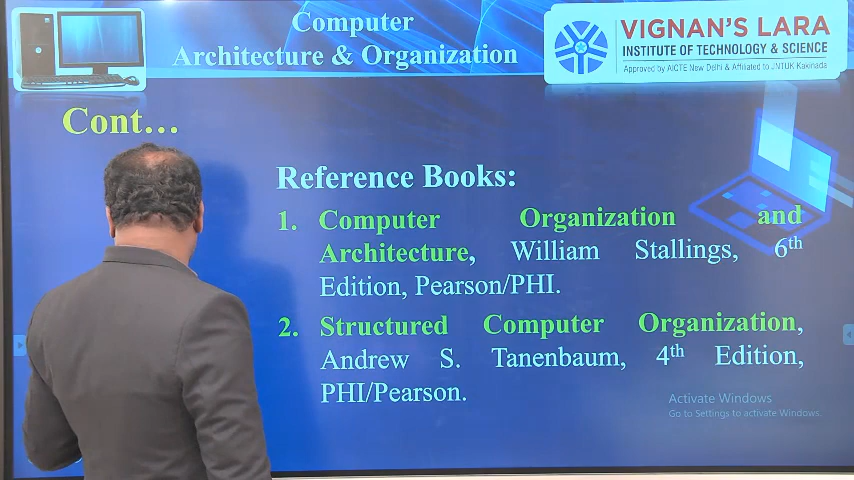 Computer
Architecture & Organization
VIGNAN'S LARA
INSTITUTE OF TECHNOLOGY & SCIENCE
Approved by AICTE New Delhi & Affiliated to JNTUK Kakinada
Cont…
Reference Books:
1. Computer Organization and
Architecture, William Stallings, 6th
Edition, Pearson/PHI.
2. Structured Computer Organization,
Andrew S. Tanenbaum, 4th Edition,
PHI/Pearson.
Activate Windows
Go to Settings to activate Windows.